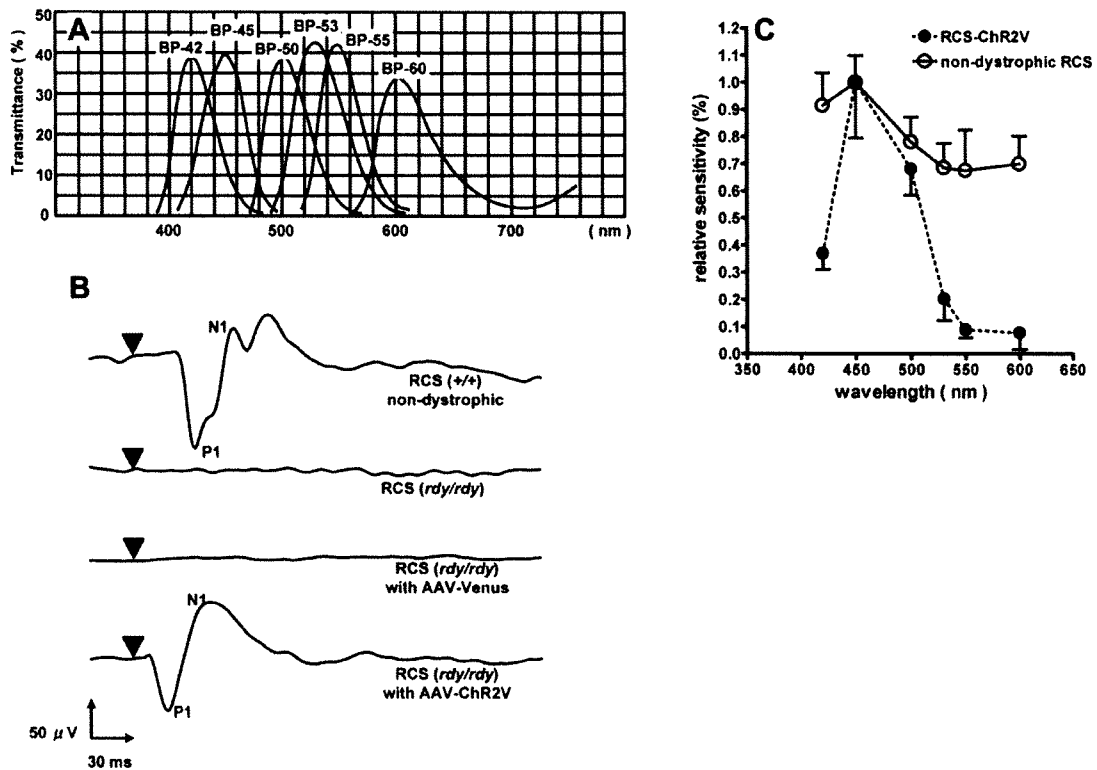 A
BP-42
BP-45
BP-50
BP-53
BP-55
BP-60
Transmittance ( % )
50
40
30
20
10
0
400
500
600
700
( nm )
B
N1
P1
RCS (+/+)
non-dystrophic
RCS (rdy/rdy)
RCS (rdy/rdy)
with AAV-Venus
N1
P1
RCS (rdy/rdy)
with AAV-ChR2V
50 μV
30 ms
C
RCS-ChR2V
non-dystrophic RCS
relative sensitivity (%)
1.2
1.1
1.0
0.9
0.8
0.7
0.6
0.5
0.4
0.3
0.2
0.1
0.0
350
400
450
500
550
600
650
wavelength ( nm )